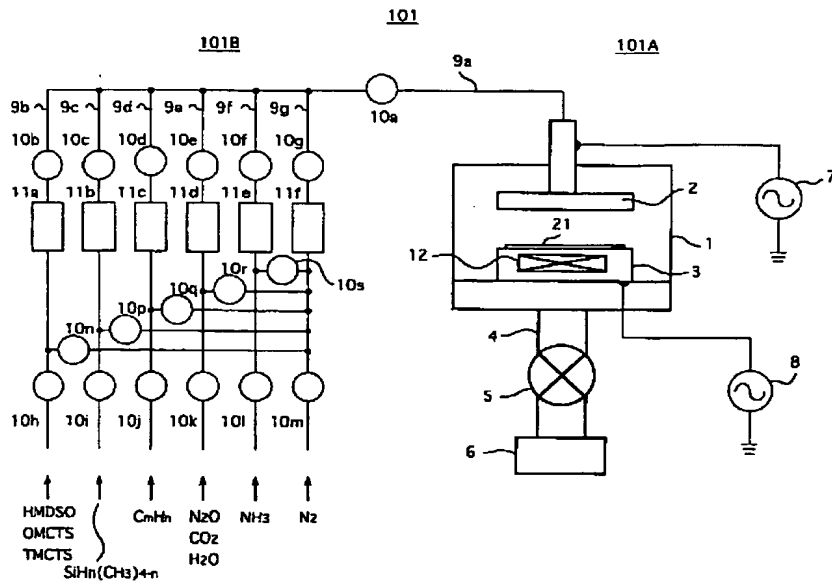 101
101B
101A
9b 9c 9d 9e 9f 9g
9a
10a
10b 10c 10d 10e 10f 10g
11a 11b 11c 11d 11e 11f
2
7
21
1
12
3
10r
10s
10q
10p
10n
4
5
8
10h 10i 10j 10k 10l 10m
6
HMDSO
OMCTS
TMCTS
SiHn(CH3)4-n
CmHn
N2O
CO2
H2O
NH3
N2